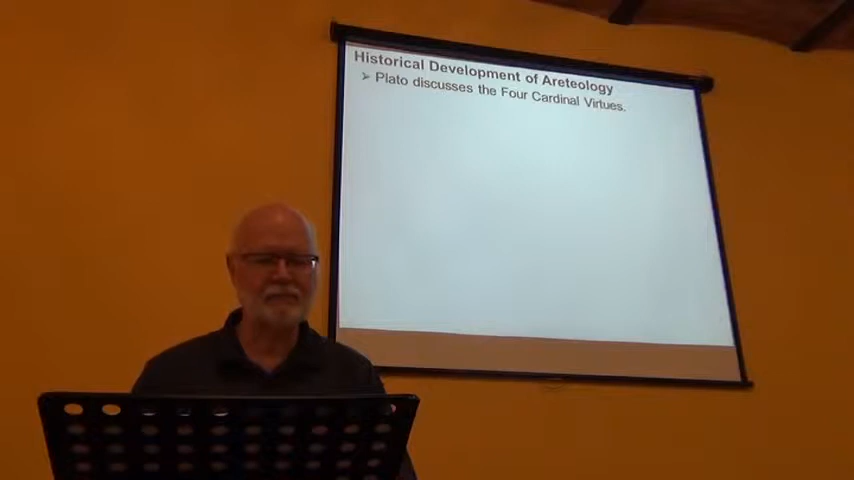 Historical Development of Areteology
➢ Plato discusses the Four Cardinal Virtues.